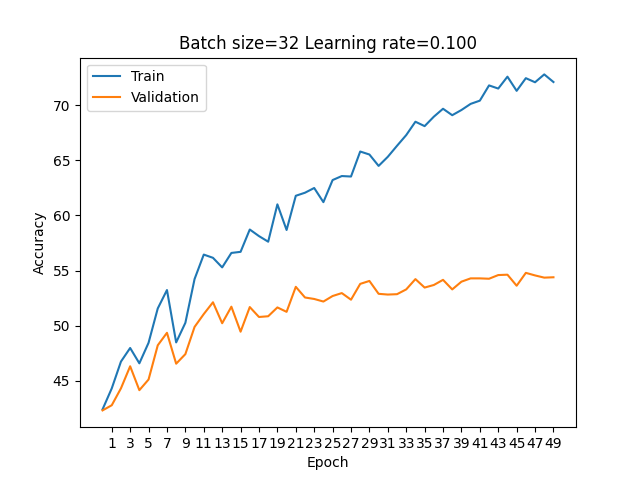 Batch size=32 Learning rate=0.100
Train
Validation
70
65
60
55
50
45
Accuracy
1 3 5 7 9 11 13 15 17 19 21 23 25 27 29 31 33 35 37 39 41 43 45 47 49
Epoch